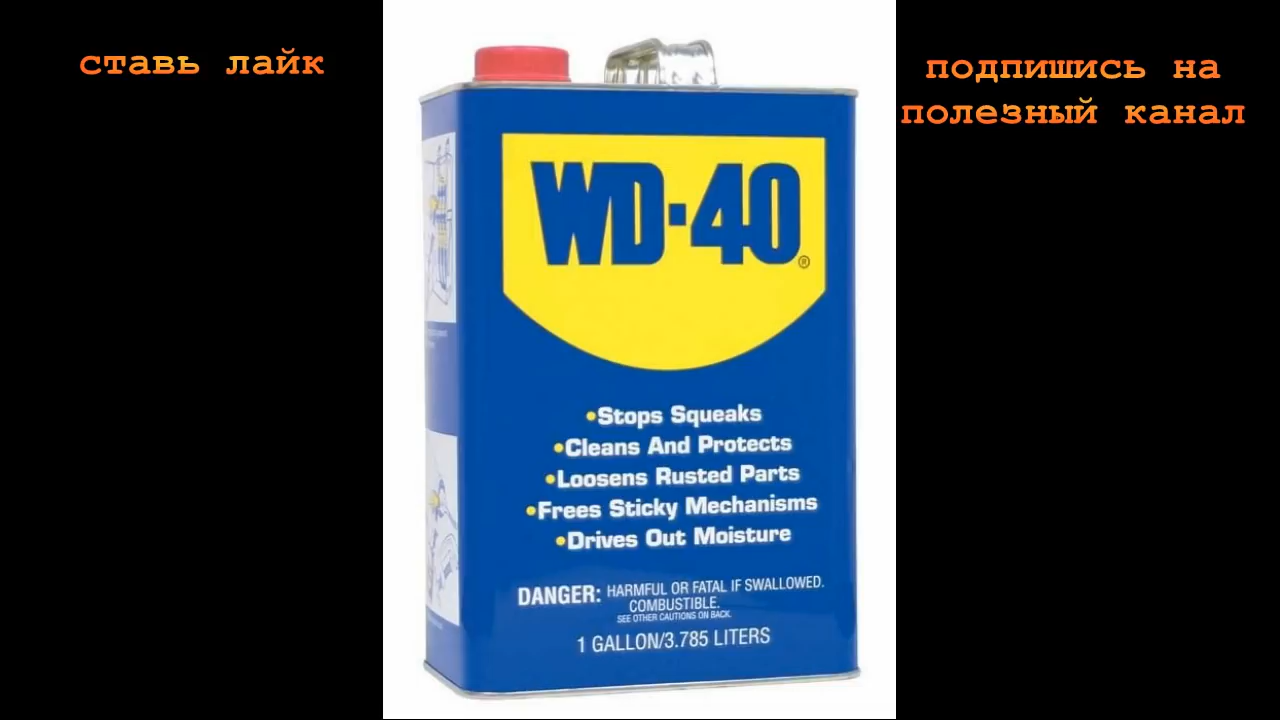 ставь лайк
подпишись на
полезный канал
WD-40®
•Stops Squeaks
•Cleans And Protects
•Loosens Rusted Parts
•Frees Sticky Mechanisms
•Drives Out Moisture
DANGER: HARMFUL OR FATAL IF SWALLOWED.
COMBUSTIBLE.
SEE OTHER CAUTIONS ON BACK.
1 GALLON/3.785 LITERS